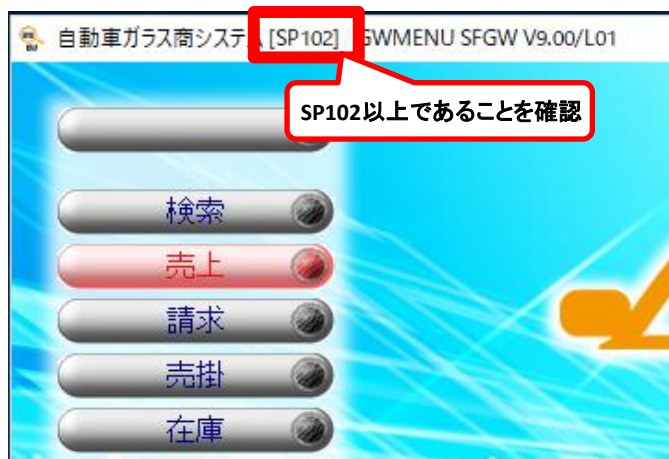 自動車ガラス商システム [SP102] GWMENU SFGW V9.00/L01
SP102以上であることを確認
検索
売上
請求
売掛
在庫